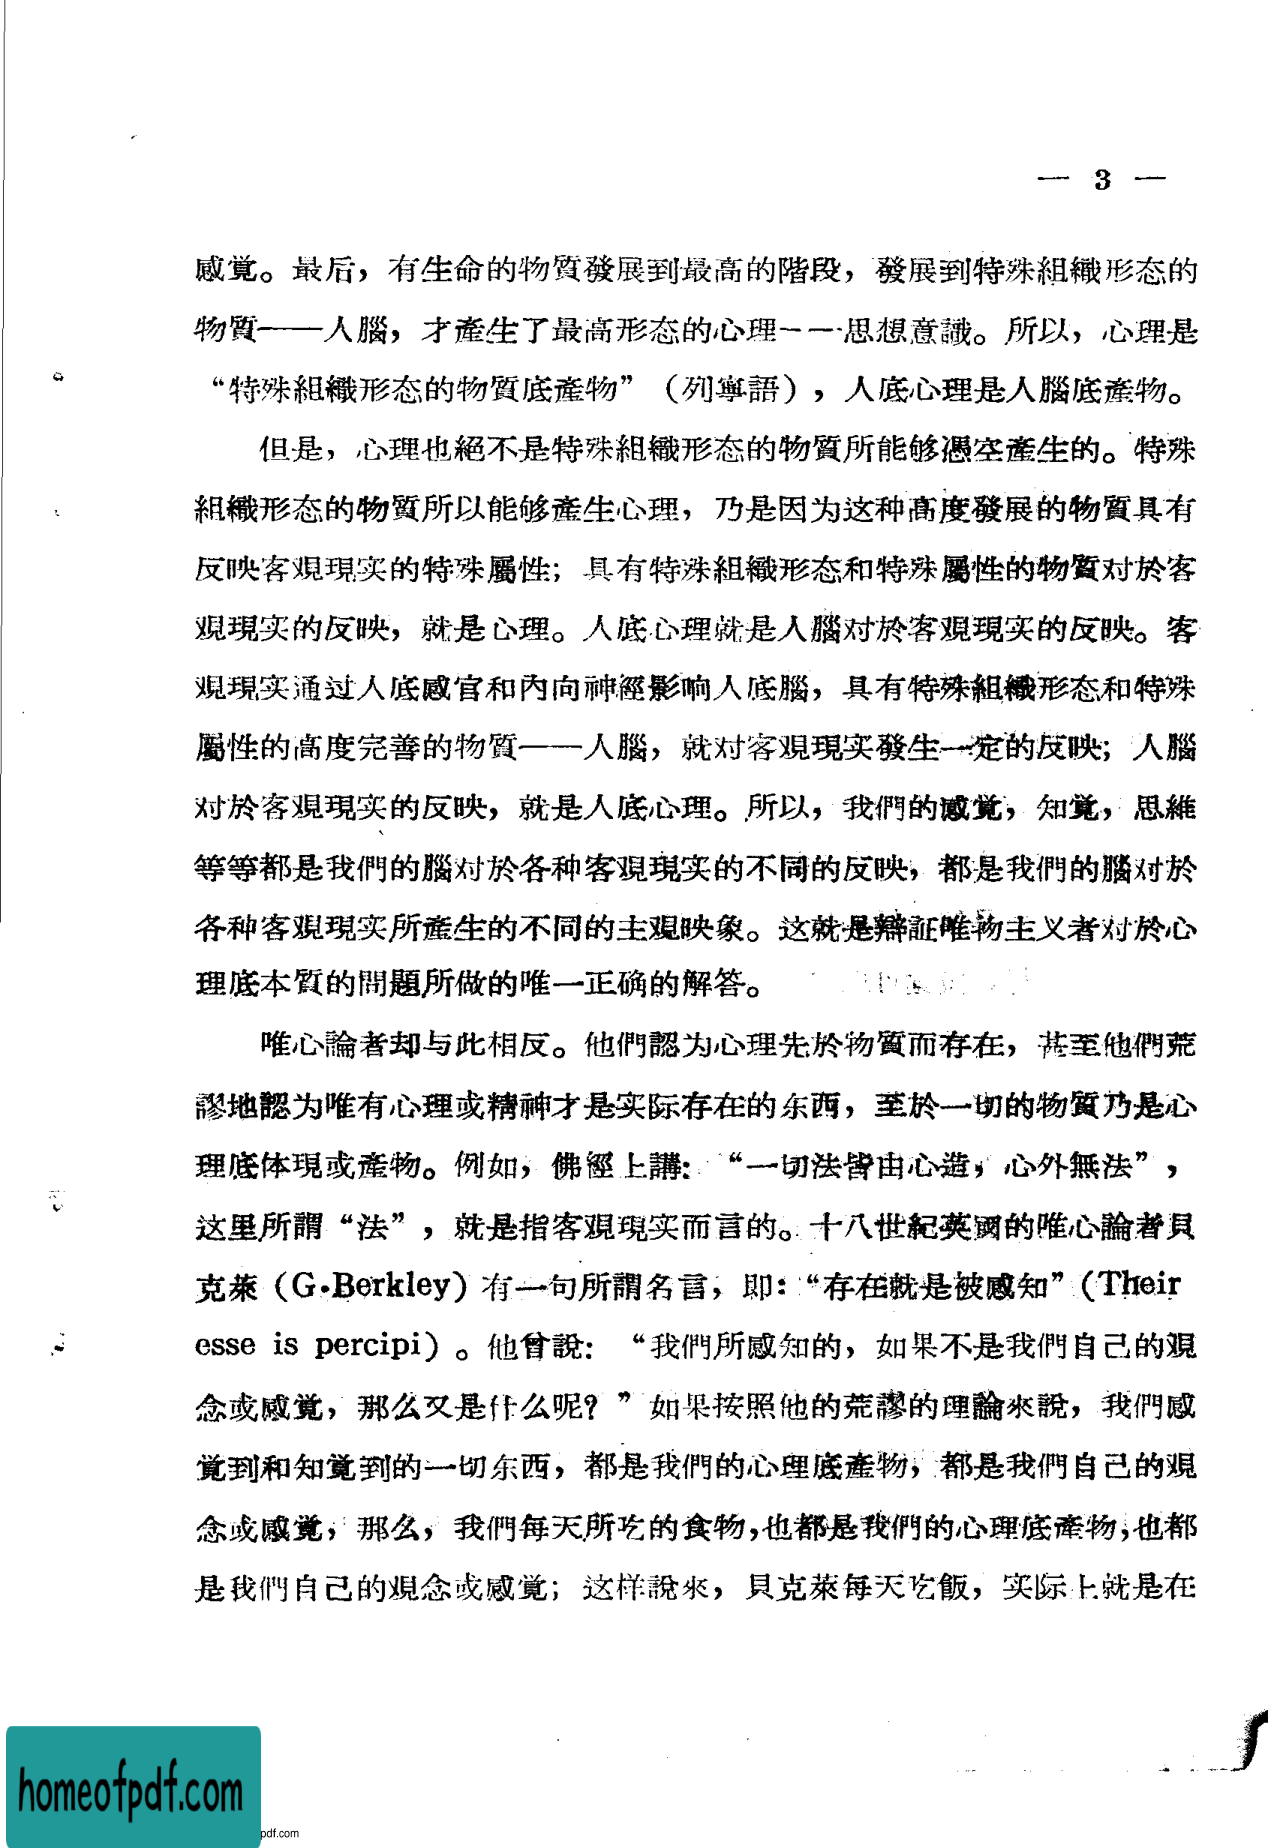 — 3 —
感覚。最后，有生命的物質發展到最高的階段，發展到特殊組織形态的
物質——人腦，才產生了最高形态的心理——思想意識。所以，心理是
“特殊組織形态的物質底產物”（列寧語），人底心理是人腦底產物。
但是，心理也絕不是特殊組織形态的物質所能够憑空產生的。特殊
組織形态的物質所以能够產生心理，乃是因为这种高度發展的物質具有
反映客观現实的特殊屬性；具有特殊組織形态和特殊屬性的物質对於客
观現实的反映，就是心理。人底心理就是人腦对於客观現实的反映。客
观現实通过人底感官和內向神經影响人底腦，具有特殊組織形态和特殊
屬性的高度完善的物質——人腦，就对客观現实發生一定的反映；人腦
对於客观現实的反映，就是人底心理。所以，我們的感覚，知覚，思維
等等都是我們的腦对於各种客观現实的不同的反映，都是我們的腦对於
各种客观現实所產生的不同的主观映象。这就是辯証唯物主义者对於心
理底本質的問題所做的唯一正确的解答。
唯心論者却与此相反。他們認为心理先於物質而存在，甚至他們荒
謬地認为唯有心理或精神才是实际存在的东西，至於一切的物質乃是心
理底体現或產物。例如，佛經上講：“一切法皆由心造，心外無法”，
这里所謂“法”，就是指客观現实而言的。十八世紀英國的唯心論者貝
克萊（G·Berkley）有一句所謂名言，即：“存在就是被感知”（Their
esse is percipi）。他曾說：“我們所感知的，如果不是我們自己的观
念或感覚，那么又是什么呢？”如果按照他的荒謬的理論來說，我們感
覚到和知覚到的一切东西，都是我們的心理底產物，都是我們自己的观
念或感覚，那么，我們每天所吃的食物，也都是我們的心理底產物，也都
是我們自己的观念或感覚；这样說來，貝克萊每天吃飯，实际上就是在
homeofpdf.com
pdf.com